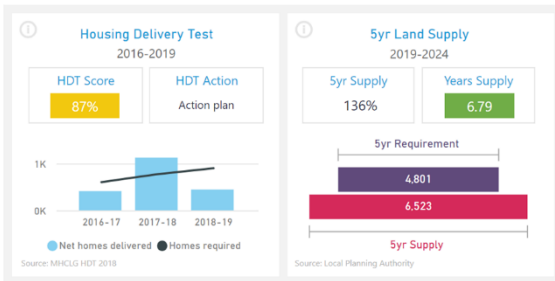 Housing Delivery Test
2016-2019
HDT Score
87%
HDT Action
Action plan
1K
0K
2016-17 2017-18 2018-19
Net homes delivered Homes required
Source: MHCLG HDT 2018
5yr Land Supply
2019-2024
5yr Supply
136%
Years Supply
6.79
5yr Requirement
4,801
6,523
5yr Supply
Source: Local Planning Authority